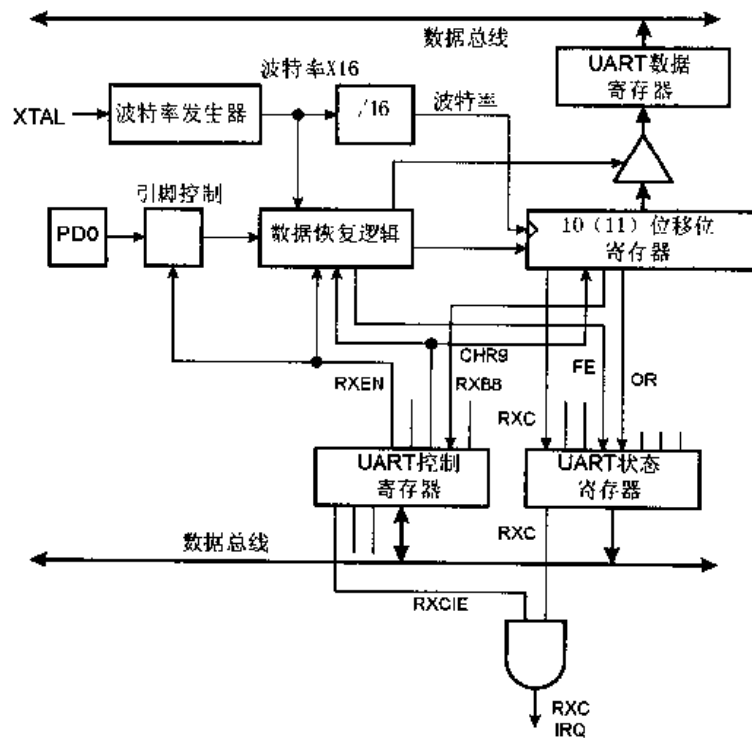 数据总线
UART数据
寄存器
波特率X16
XTAL
波特率发生器
/16
波特率
引脚控制
PD0
数据恢复逻辑
10（11）位移位
寄存器
CHR9
RXEN
RXB8
FE
OR
RXC
UART控制
寄存器
UART状态
寄存器
数据总线
RXC
RXCIE
RXC
IRQ